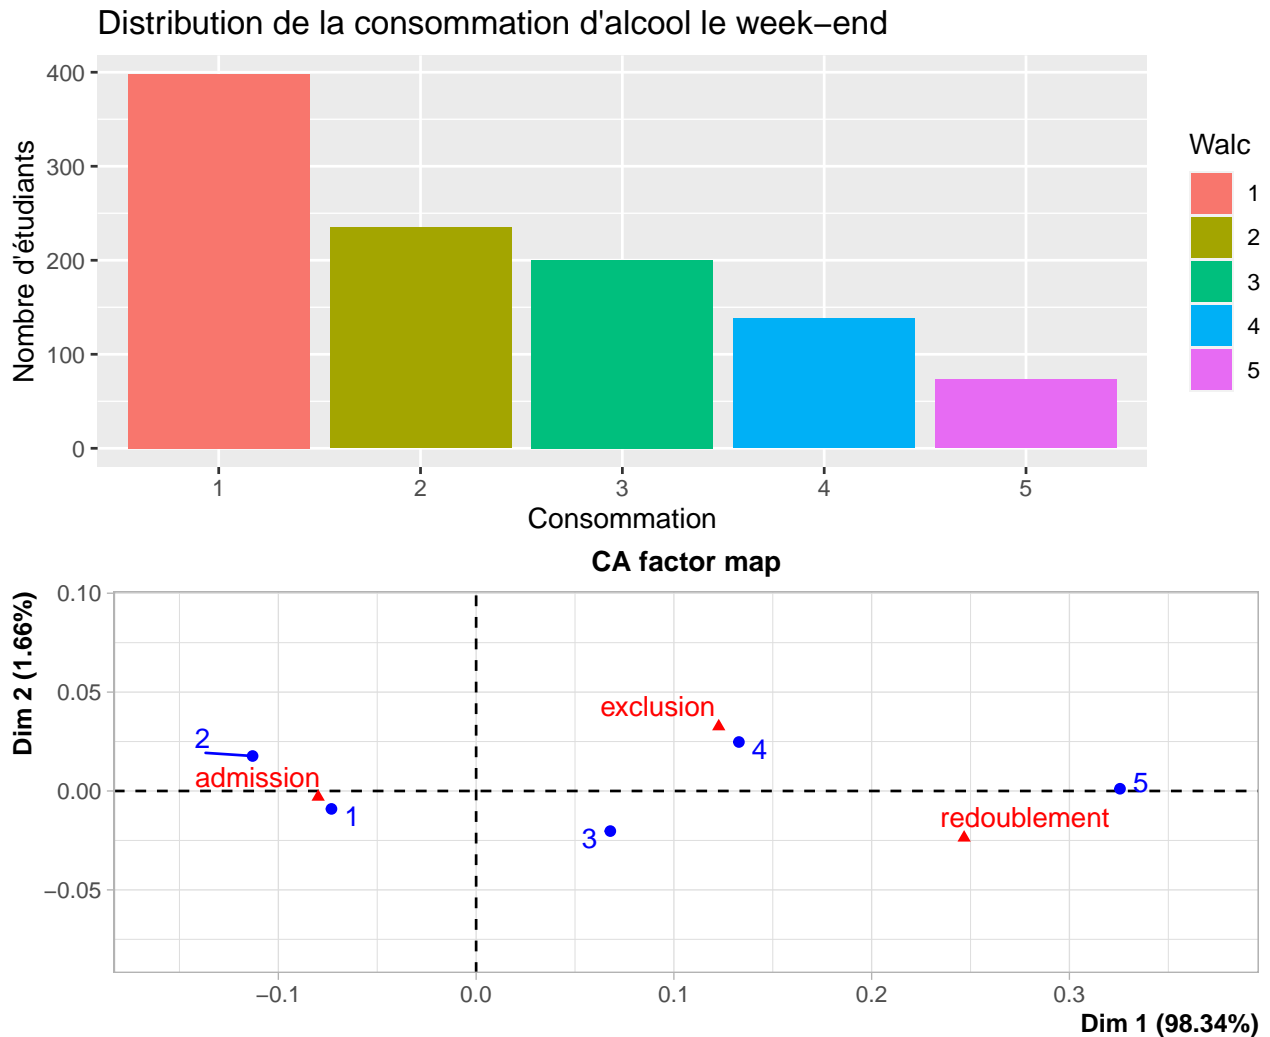 Distribution de la consommation d'alcool le week−end
Nombre d'étudiants
400
300
200
100
0
1
2
3
4
5
Consommation
Walc
1
2
3
4
5
CA factor map
Dim 2 (1.66%)
0.10
0.05
0.00
−0.05
exclusion
2
4
admission
5
1
redoublement
3
−0.1
0.0
0.1
0.2
0.3
Dim 1 (98.34%)